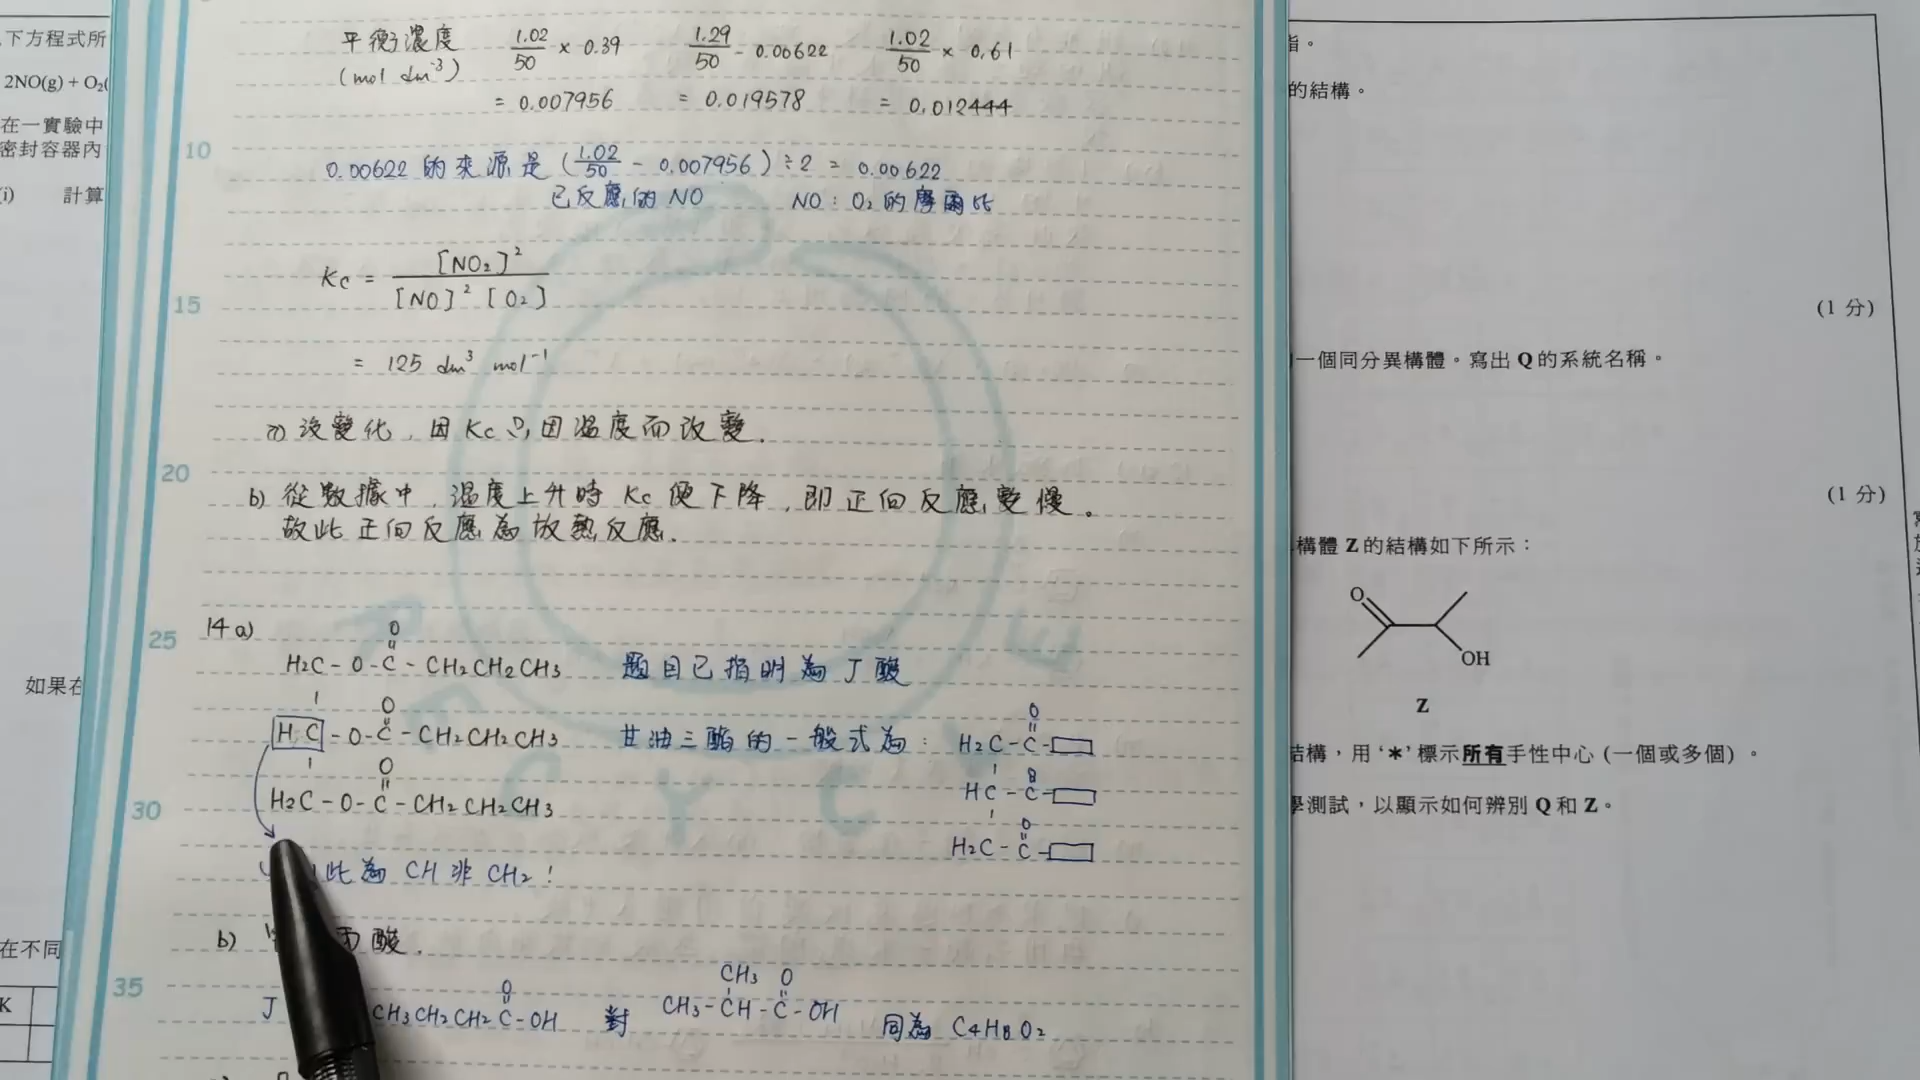 下方程式所
2NO(g) + O₂(
在一實驗中
密封容器內
(i) 計算
如果在
在不同
K
平衡濃度 1.02/50 × 0.39 1.29/50 - 0.00622 1.02/50 × 0.61
(mol dm⁻³)
= 0.007956 = 0.019578 = 0.012444
10
0.00622 的來源是 (1.02/50 - 0.007956) ÷ 2 = 0.00622
已反應的 NO NO : O₂ 的摩爾比
Kc = [NO₂]² / [NO]² [O₂]
15
= 125 dm³ mol⁻¹
沒變化，因 Kc 只因溫度而改變.
20
b) 從數據中，溫度上升時 Kc 便下降，即正向反應變慢。
故此正向反應為放熱反應.
25
14 a)
O
H₂C - O - C - CH₂CH₂CH₃ 題目已指明為丁酸
O
HC - O - C - CH₂CH₂CH₃ 甘油三酯的一般式為：
O
H₂C - O - C - CH₂CH₂CH₃
30
O
H₂C - C -
O
HC - C -
O
H₂C - C -
此為 CH 非 CH₂ !
b) 丙酸.
35
O
丁 CH₃CH₂CH₂C - OH 對
CH₃ O
CH₃ - CH - C - OH 同為 C₄H₈O₂
指。
的結構。
(1 分)
一個同分異構體。寫出 Q 的系統名稱。
(1 分)
構體 Z 的結構如下所示：
O
OH
Z
結構，用 ‘＊’ 標示所有手性中心 (一個或多個) 。
學測試，以顯示如何辨別 Q 和 Z。